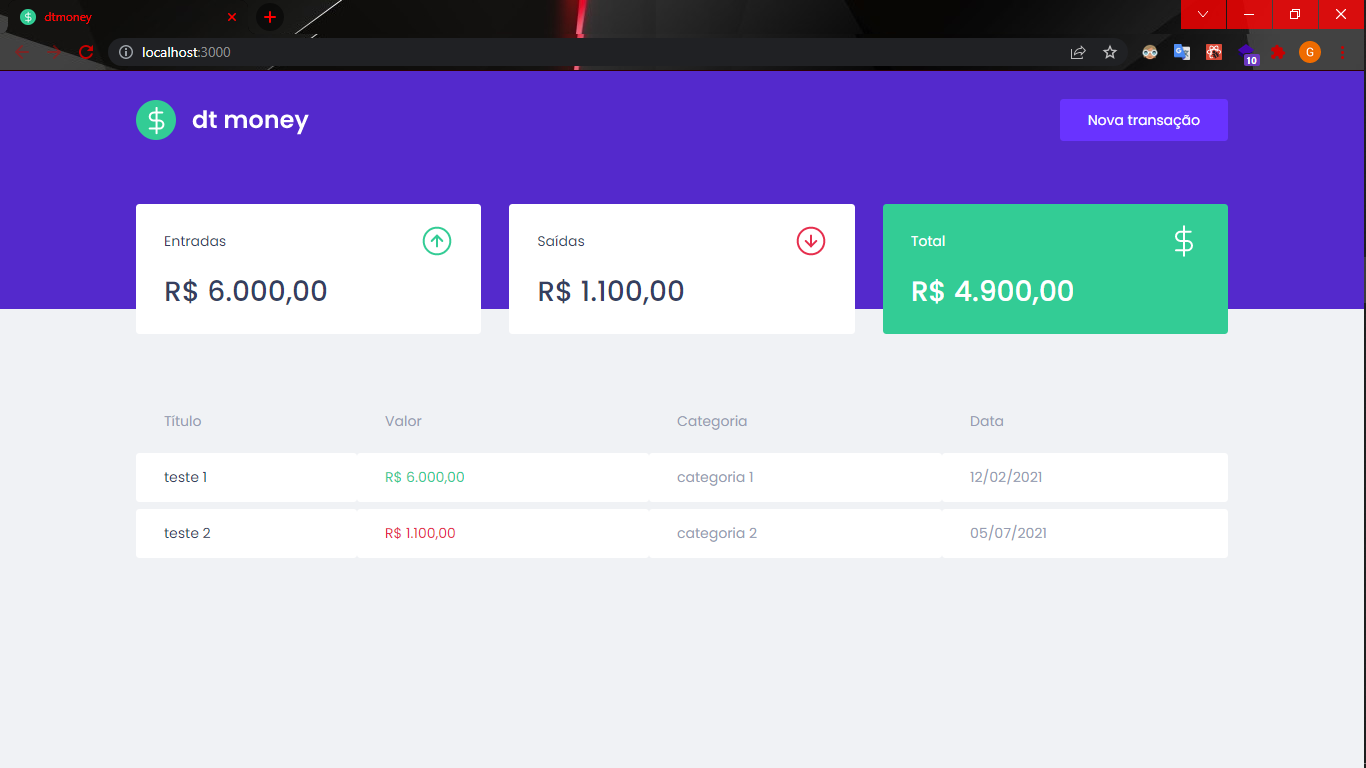 dtmoney
localhost:3000
10
G
dt money
Nova transação
Entradas
Saídas
Total
R$ 6.000,00
R$ 1.100,00
R$ 4.900,00
Título Valor Categoria Data
teste 1 R$ 6.000,00 categoria 1 12/02/2021
teste 2 R$ 1.100,00 categoria 2 05/07/2021